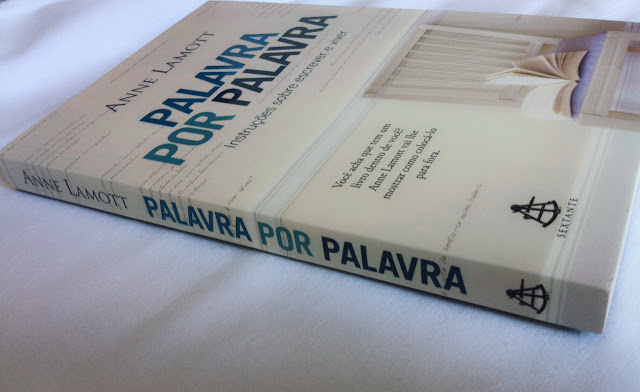 ANNE LAMOTT
PALAVRA
POR PALAVRA
Instruções sobre escrever e viver
Você acha que tem um
livro dentro de você?
Anne Lamott vai lhe
mostrar como colocá-lo
para fora.
SEXTANTE
ANNE LAMOTT
PALAVRA POR PALAVRA